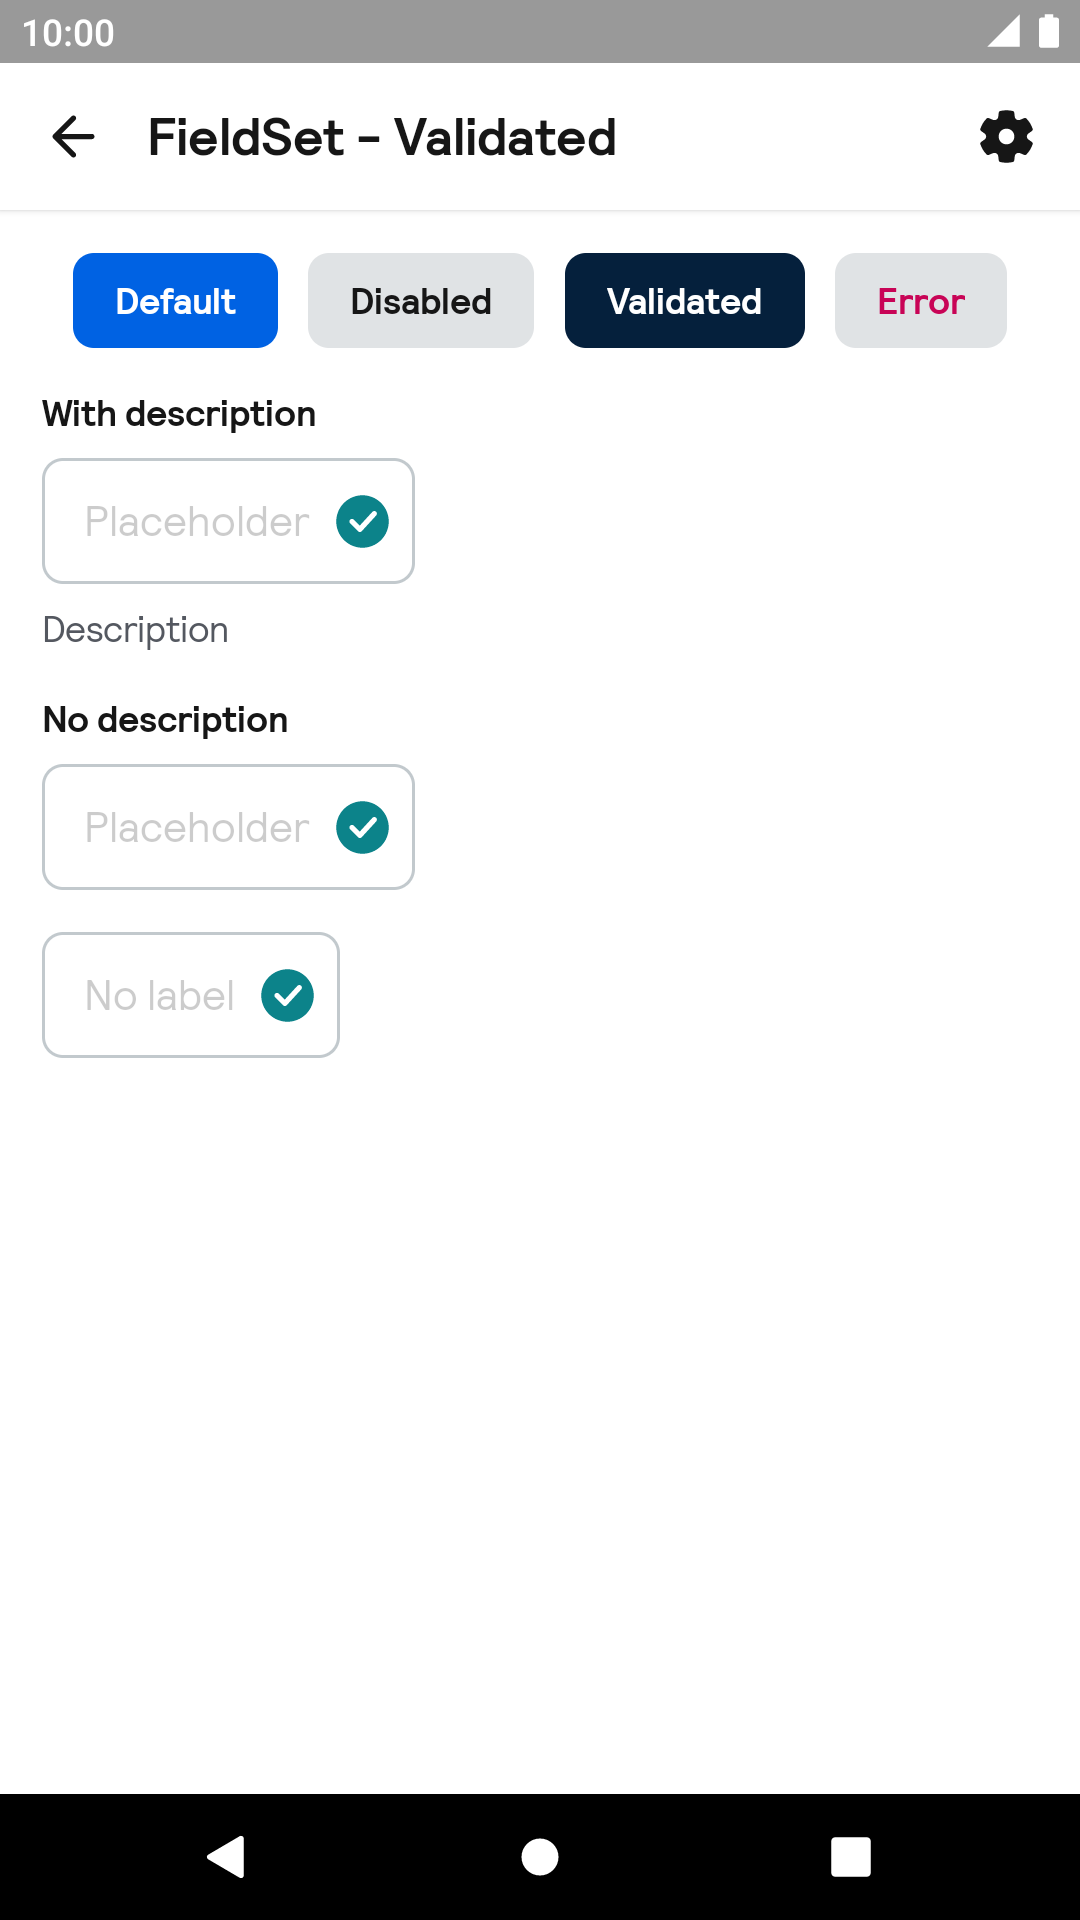 10:00
FieldSet - Validated
Default Disabled Validated Error
With description
Placeholder
Description
No description
Placeholder
No label